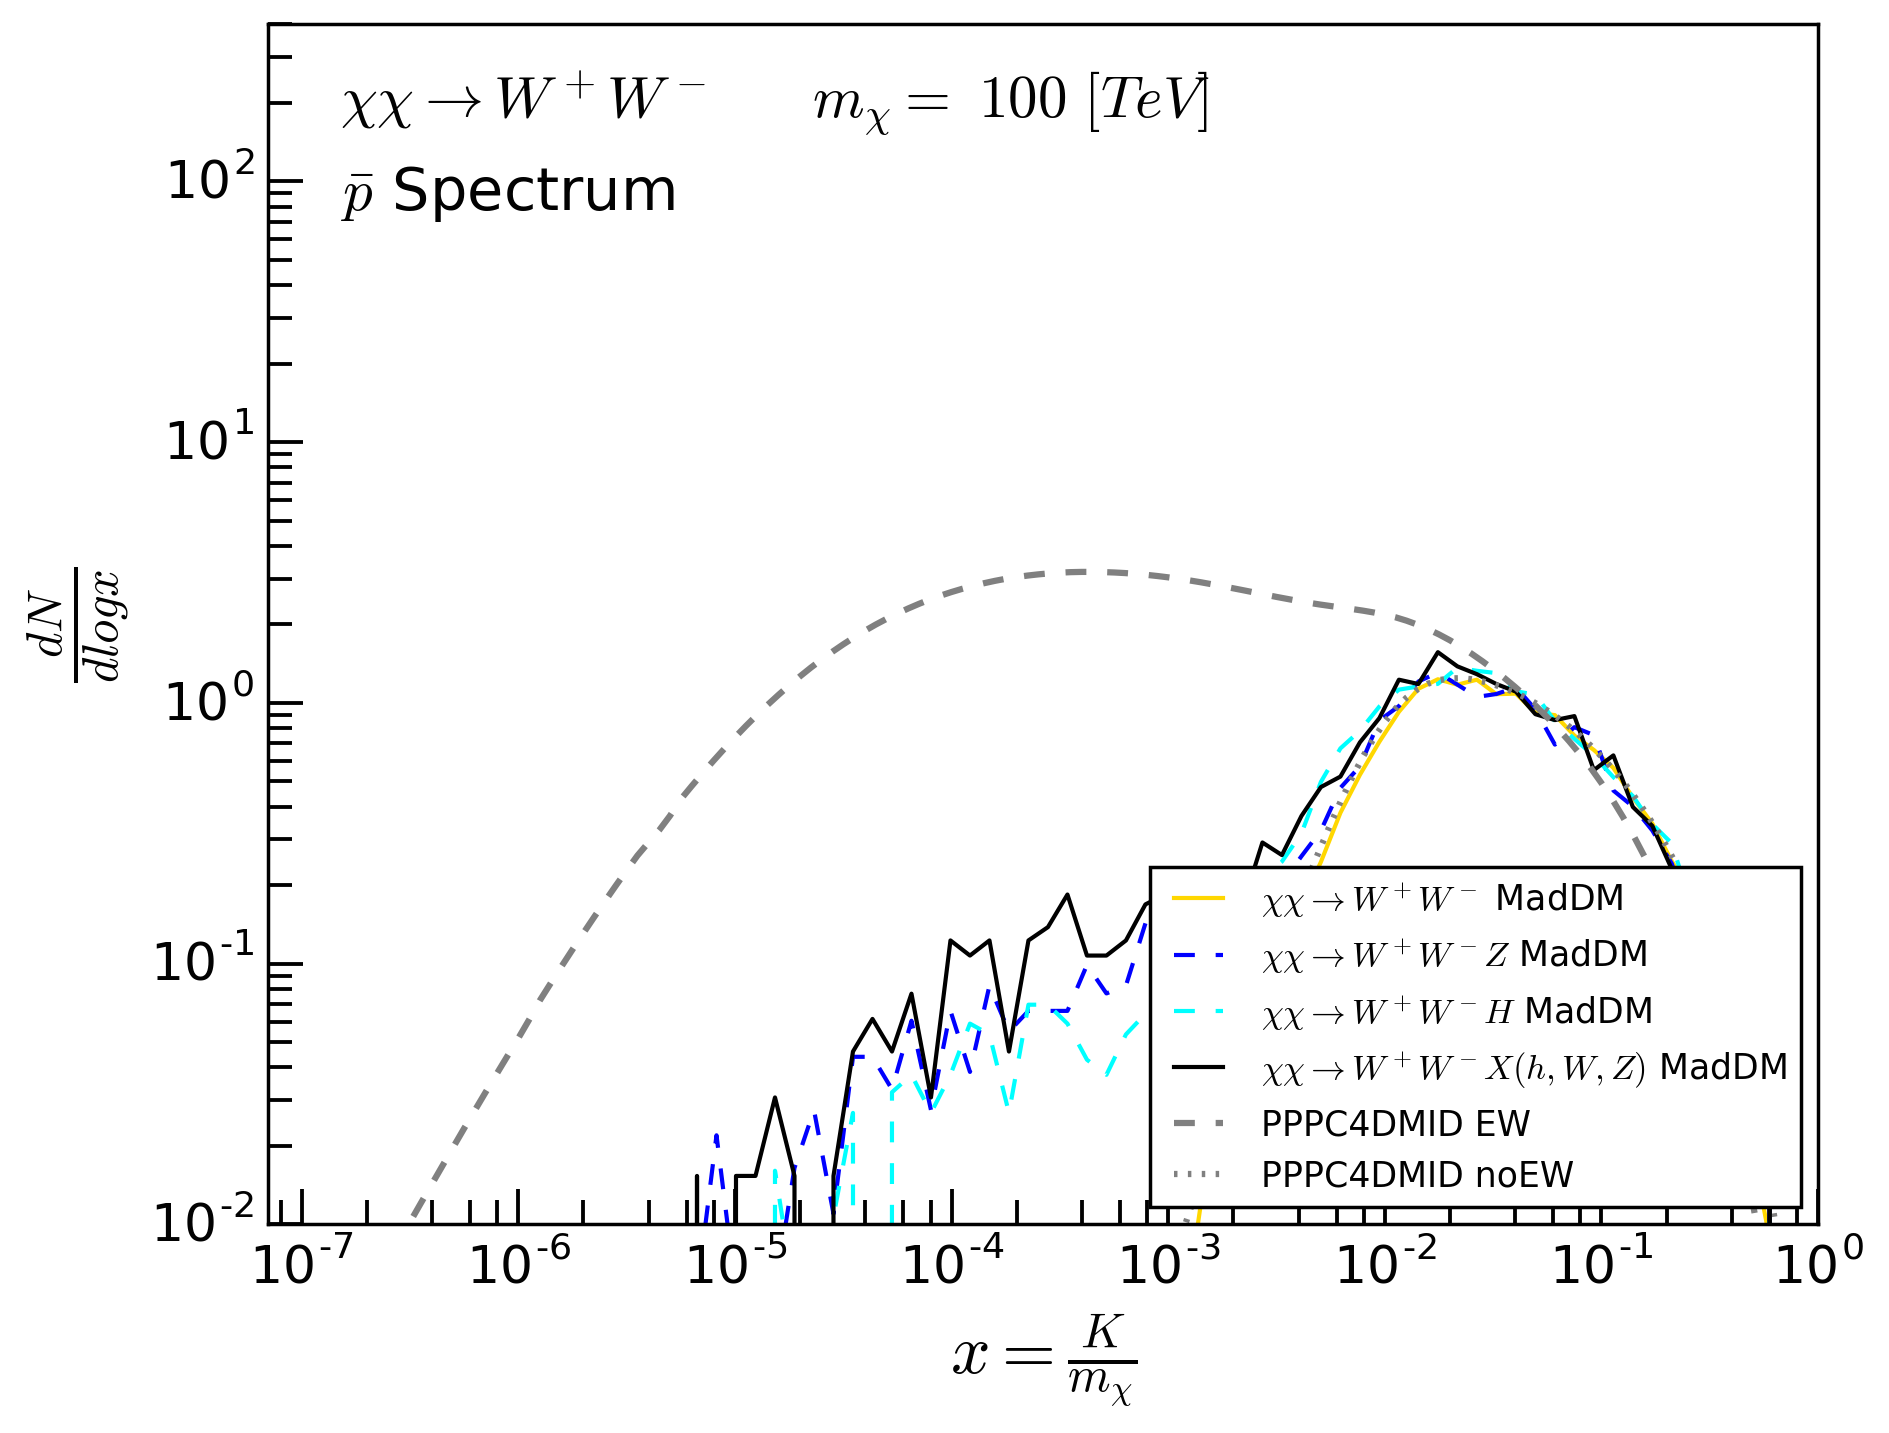 χχ → W⁺W⁻ m_χ = 100 [TeV]
p̄ Spectrum
10²
10¹
10⁰
10⁻¹
10⁻²
dN
dlogx
χχ → W⁺W⁻ MadDM
χχ → W⁺W⁻Z MadDM
χχ → W⁺W⁻H MadDM
χχ → W⁺W⁻X(h, W, Z) MadDM
PPPC4DMID EW
PPPC4DMID noEW
10⁻⁷ 10⁻⁶ 10⁻⁵ 10⁻⁴ 10⁻³ 10⁻² 10⁻¹ 10⁰
x = K/m_χ